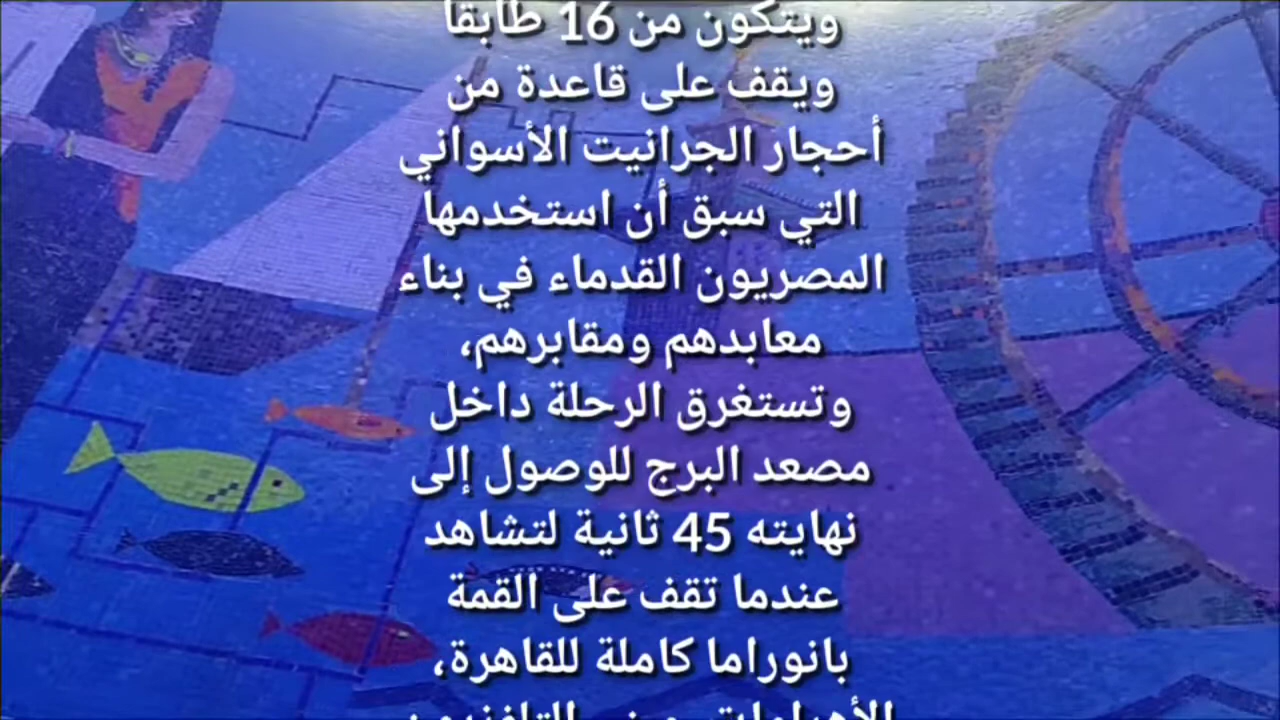 ويتكون من 16 طابقا
ويقف على قاعدة من
أحجار الجرانيت الأسواني
التي سبق أن استخدمها
المصريون القدماء في بناء
معابدهم ومقابرهم،
وتستغرق الرحلة داخل
مصعد البرج للوصول إلى
نهايته 45 ثانية لتشاهد
عندما تقف على القمة
بانوراما كاملة للقاهرة،